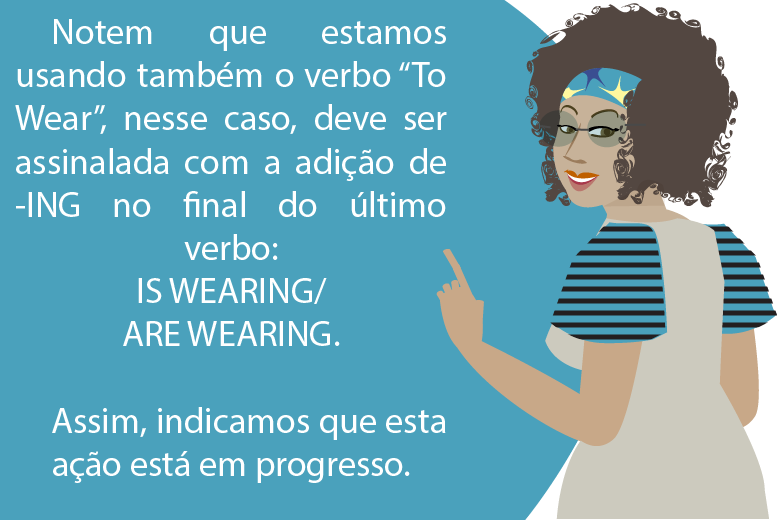 Notem que estamos
usando também o verbo “To
Wear”, nesse caso, deve ser
assinalada com a adição de
-ING no final do último
verbo:
IS WEARING/
ARE WEARING.
Assim, indicamos que esta
ação está em progresso.